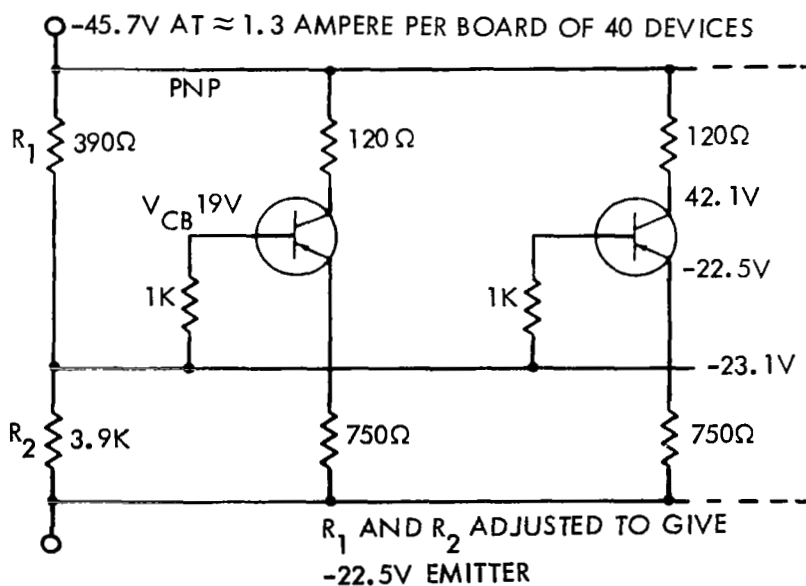 -45.7V AT ≈ 1.3 AMPERE PER BOARD OF 40 DEVICES
PNP
R1 390Ω
120 Ω
120Ω
VCB 19V
42.1V
-22.5V
1K
1K
-23.1V
R2 3.9K
750Ω
750Ω
R1 AND R2 ADJUSTED TO GIVE
-22.5V EMITTER